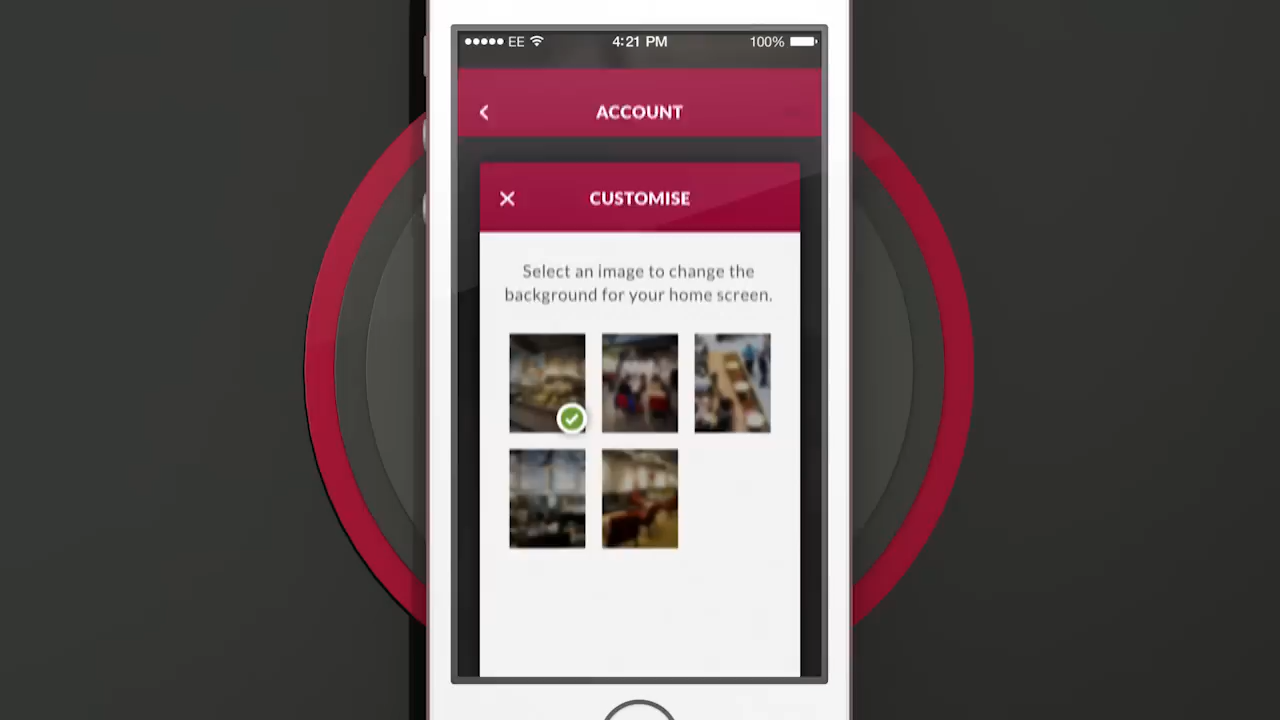 EE 4:21 PM 100%
ACCOUNT
CUSTOMISE
Select an image to change the
background for your home screen.